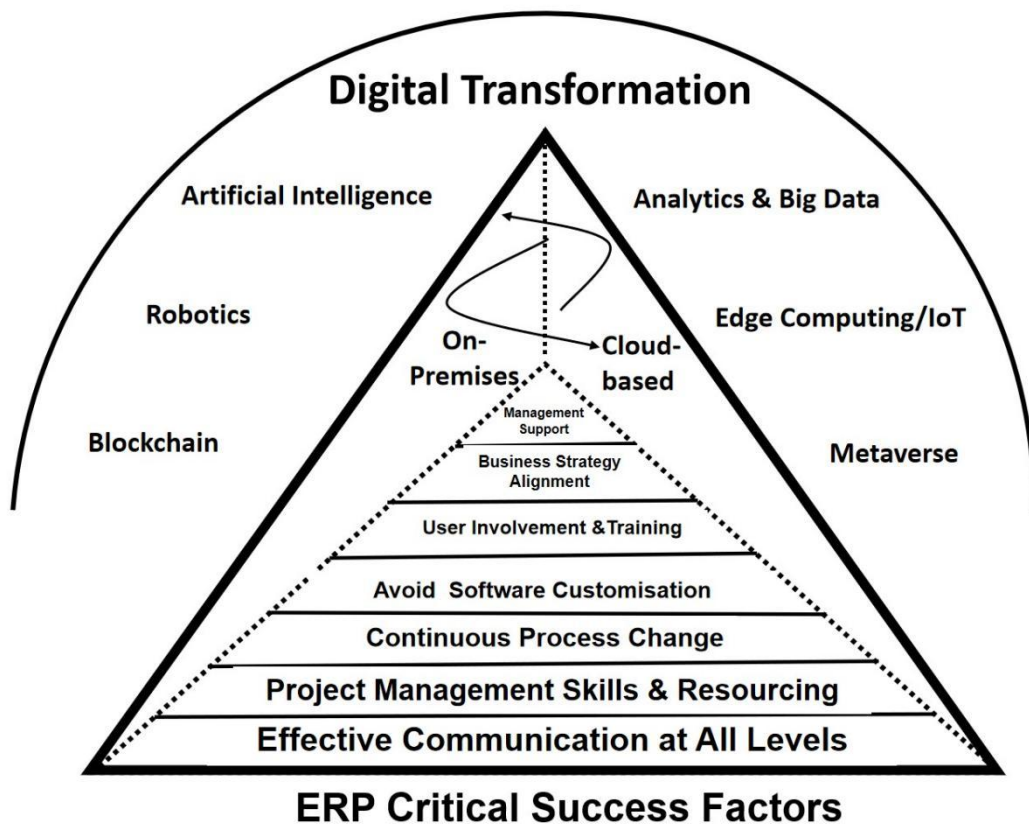 Digital Transformation
Artificial Intelligence
Analytics & Big Data
Robotics
Edge Computing/IoT
On-
Premises
Cloud-
based
Blockchain
Metaverse
Management
Support
Business Strategy
Alignment
User Involvement &Training
Avoid Software Customisation
Continuous Process Change
Project Management Skills & Resourcing
Effective Communication at All Levels
ERP Critical Success Factors